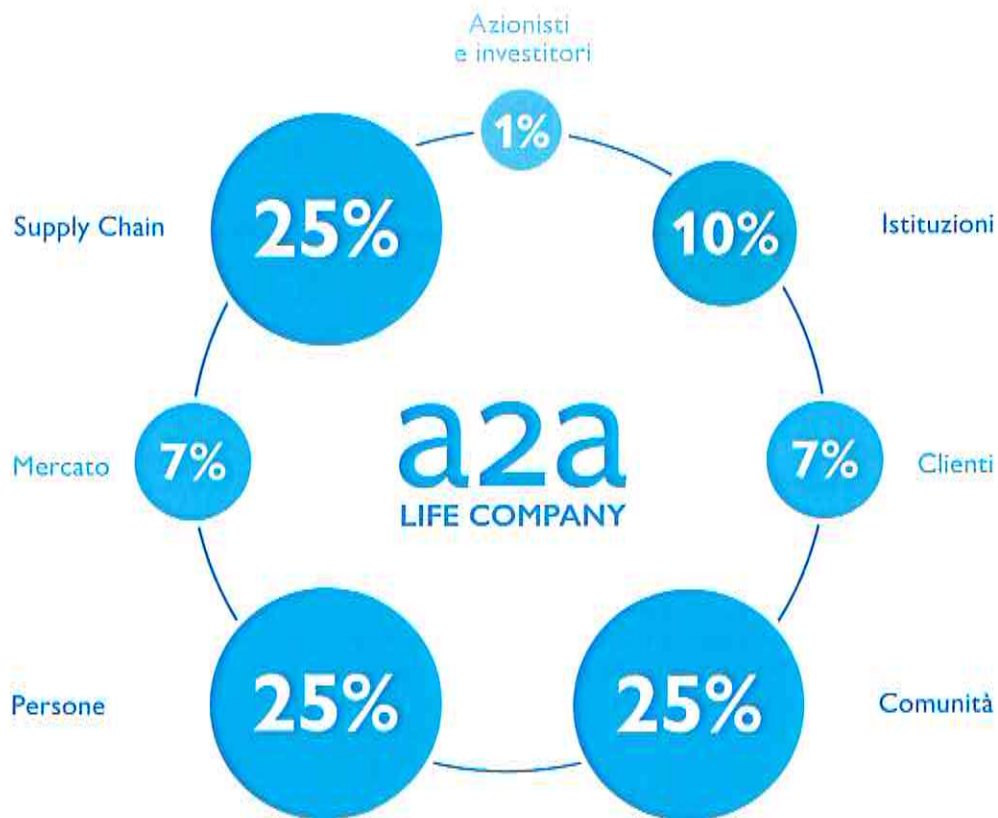 Azionisti
e investitori
1%
Supply Chain
25%
10%
Istituzioni
Mercato
7%
a2a
LIFE COMPANY
7%
Clienti
Persone
25%
25%
Comunità